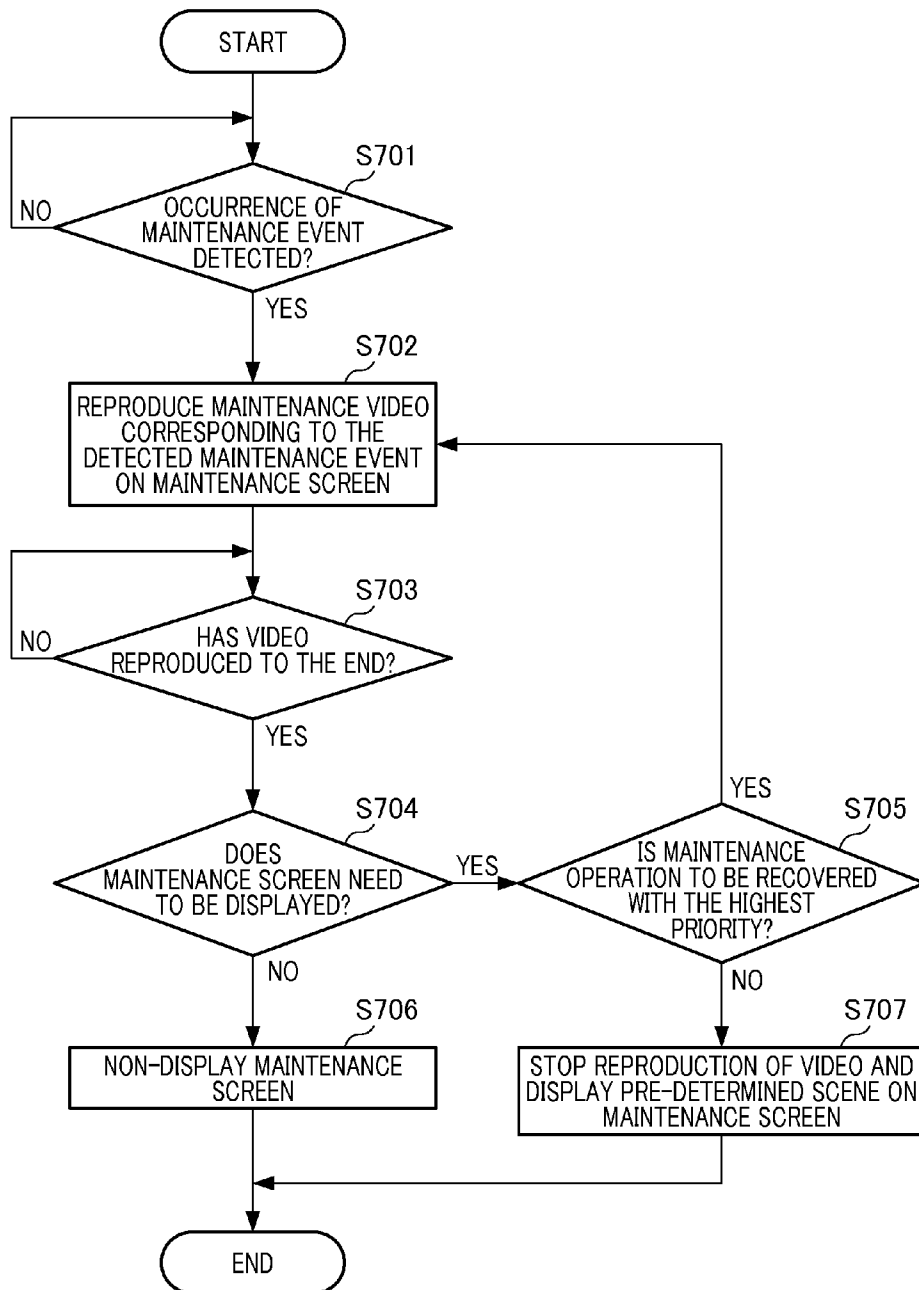 START
S701
NO
OCCURRENCE OF
MAINTENANCE EVENT
DETECTED?
YES
S702
REPRODUCE MAINTENANCE VIDEO
CORRESPONDING TO THE
DETECTED MAINTENANCE EVENT
ON MAINTENANCE SCREEN
S703
NO
HAS VIDEO
REPRODUCED TO THE END?
YES
S704
DOES
MAINTENANCE SCREEN NEED
TO BE DISPLAYED?
YES
NO
YES
S705
IS MAINTENANCE
OPERATION TO BE RECOVERED
WITH THE HIGHEST
PRIORITY?
NO
S706
NON-DISPLAY MAINTENANCE
SCREEN
S707
STOP REPRODUCTION OF VIDEO AND
DISPLAY PRE-DETERMINED SCENE ON
MAINTENANCE SCREEN
END